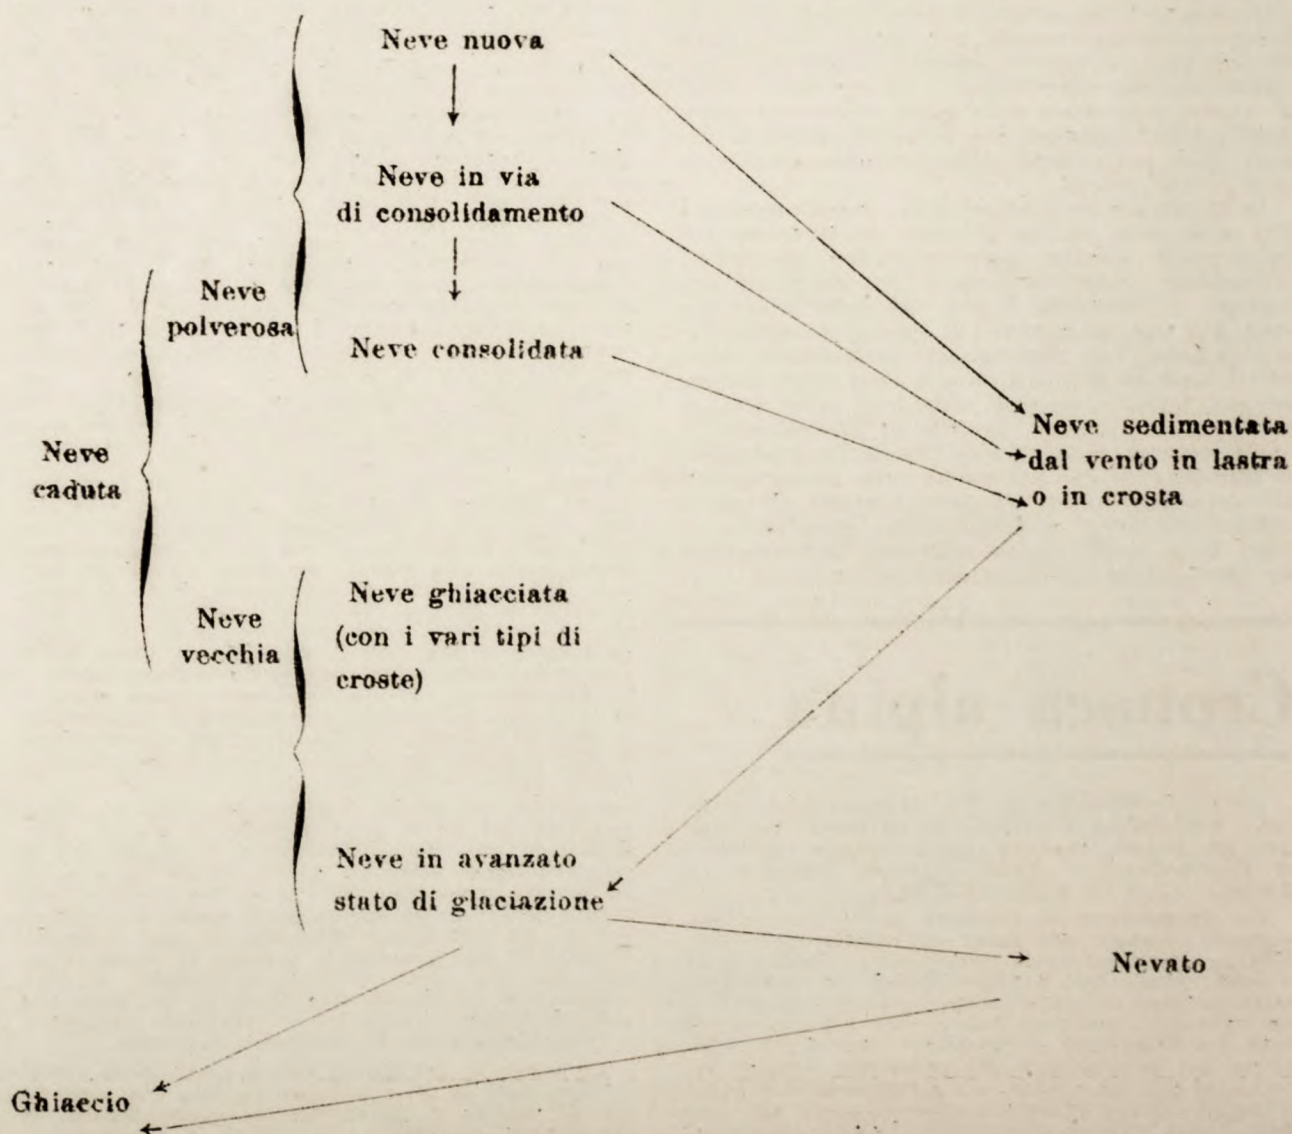 Neve nuova
Neve in via
di consolidamento
Neve
polverosa
Neve consolidata
Neve
caduta
Neve sedimentata
dal vento in lastra
o in crosta
Neve
vecchia
Neve ghiacciata
(con i vari tipi di
croste)
Neve in avanzato
stato di glaciazione
Nevato
Ghiaccio